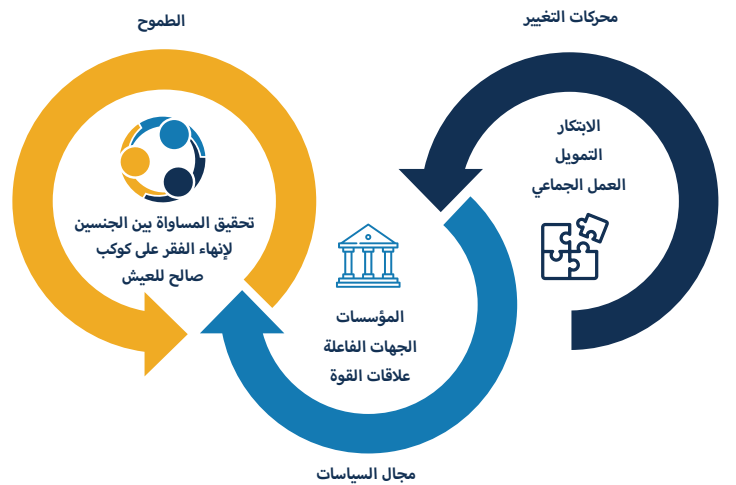 محركات التغيير
الابتكار
التمويل
العمل الجماعي
المؤسسات
الجهات الفاعلة
علاقات القوة
مجال السياسات
الطموح
تحقيق المساواة بين الجنسين
لإنهاء الفقر على كوكب
صالح للعيش